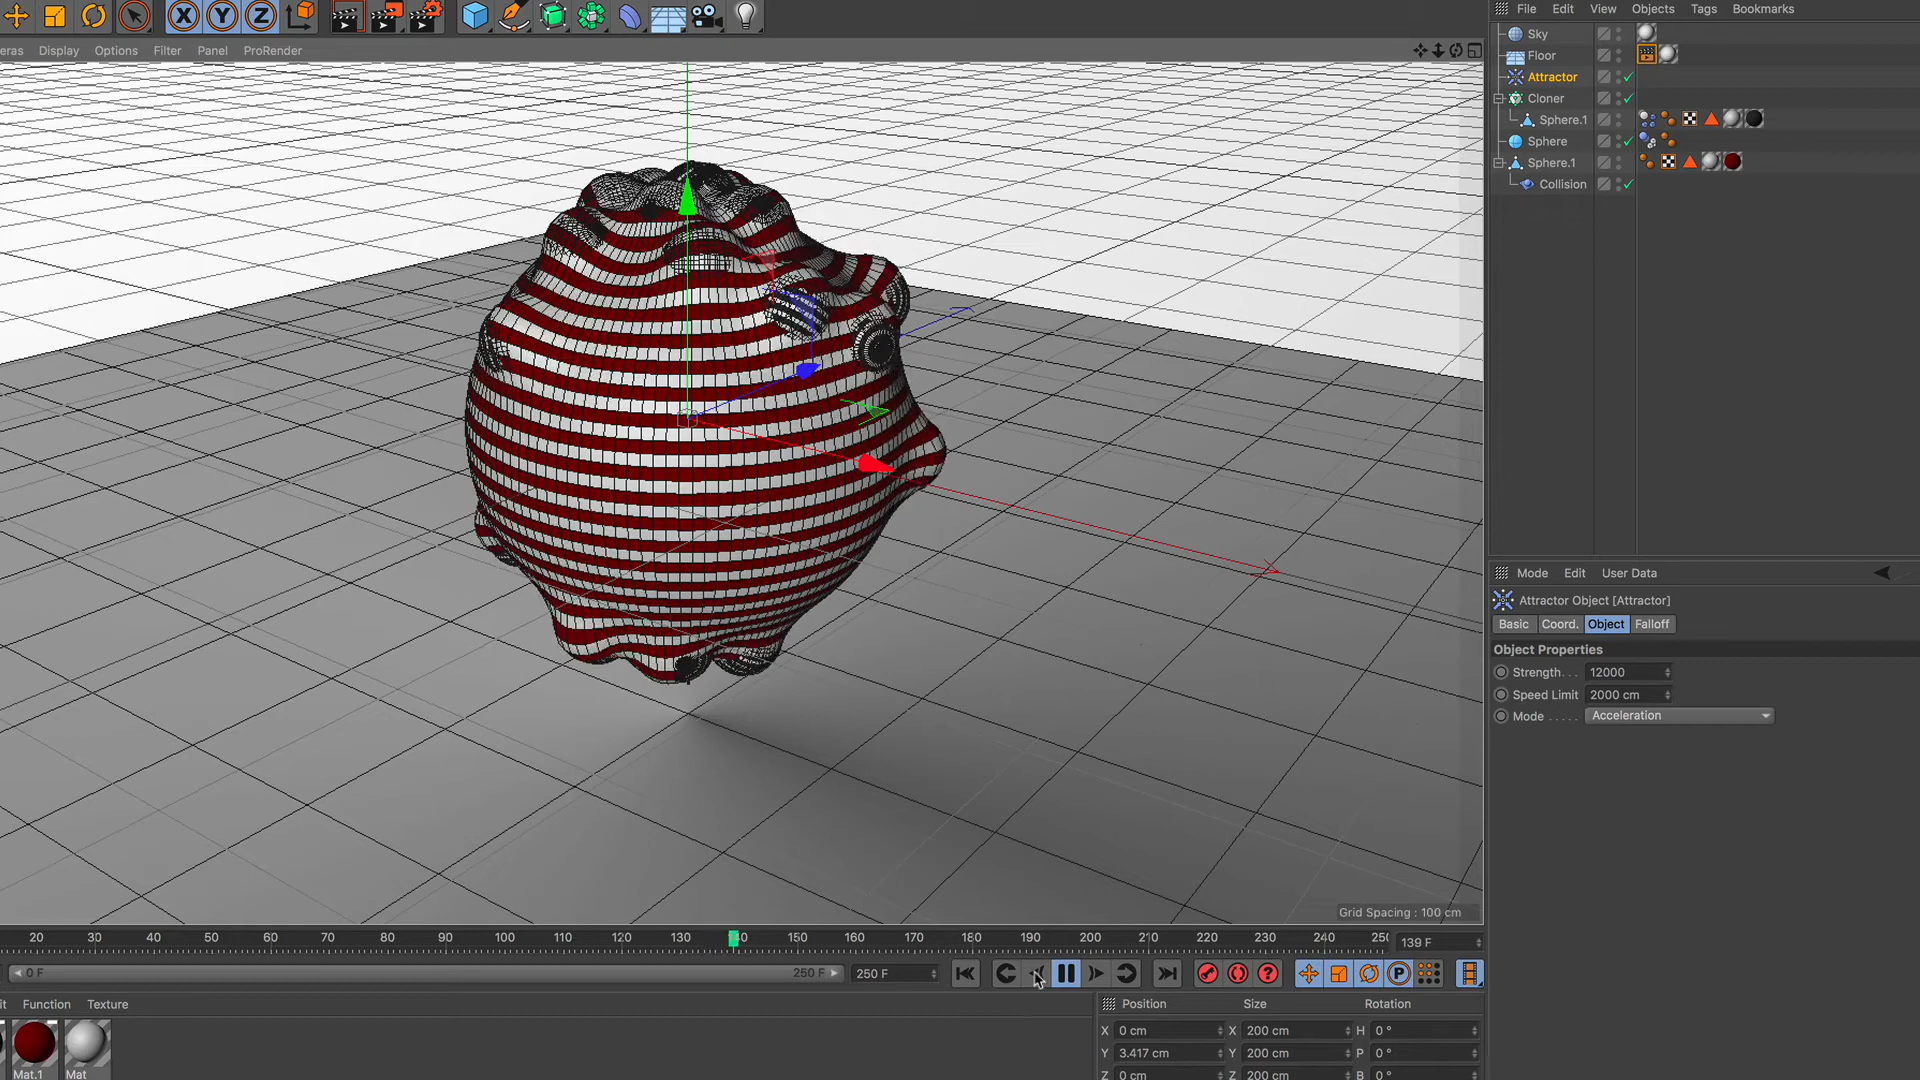 X Y Z
File Edit View Objects Tags Bookmarks
eras Display Options Filter Panel ProRender
Sky
Floor
Attractor
Cloner
Sphere.1
Sphere
Sphere.1
Collision
Mode Edit User Data
Attractor Object [Attractor]
Basic Coord. Object Falloff
Object Properties
Strength. . . 12000
Speed Limit 2000 cm
Mode . . . . . Acceleration
Grid Spacing : 100 cm
20 30 40 50 60 70 80 90 100 110 120 130 150 160 170 180 190 200 210 220 230 240 139 F
0 F 250 F 250 F P
it Function Texture
Position Size Rotation
X 0 cm X 200 cm H 0 °
Y 3.417 cm Y 200 cm P 0 °
Z 0 cm Z 200 cm B 0 °
Mat.1 Mat